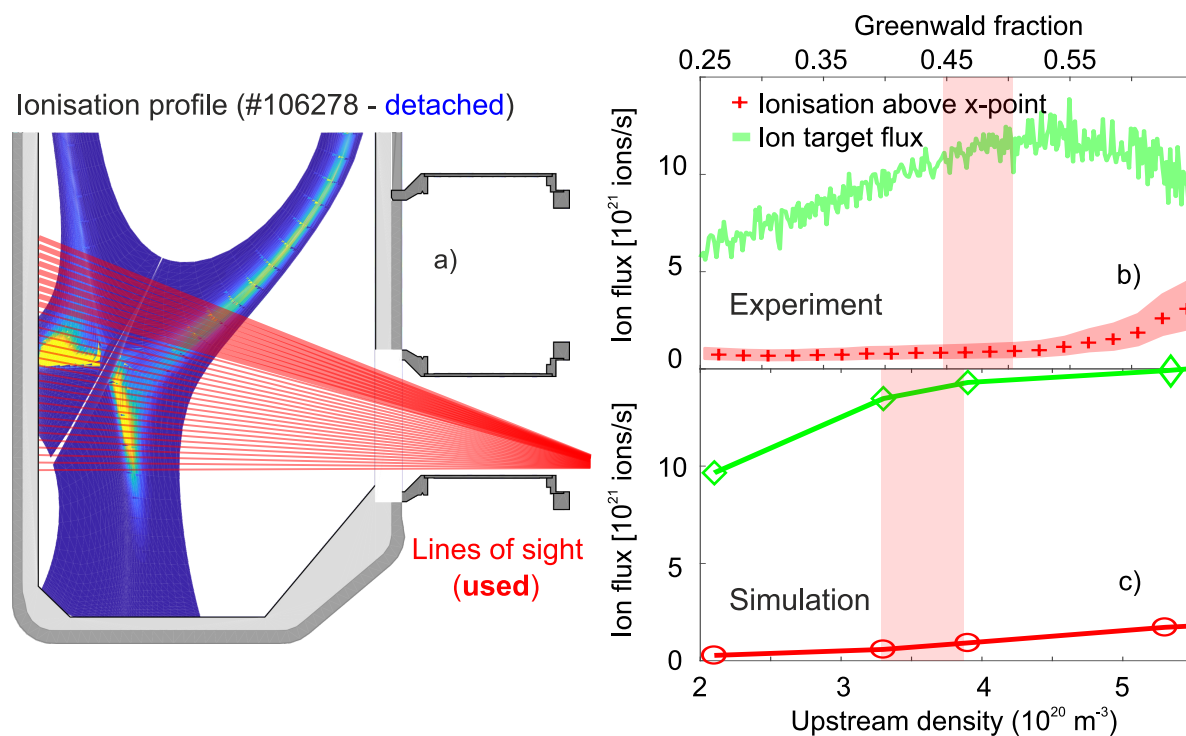 Ionisation profile (#106278 - detached)
a)
Lines of sight
(used)
Greenwald fraction
0.25 0.35 0.45 0.55
Ionisation above x-point
Ion target flux
Ion flux [10²¹ ions/s]
10
5
0
Experiment
b)
Ion flux [10²¹ ions/s]
10
5
0
Simulation
c)
2 3 4 5
Upstream density (10²⁰ m⁻³)